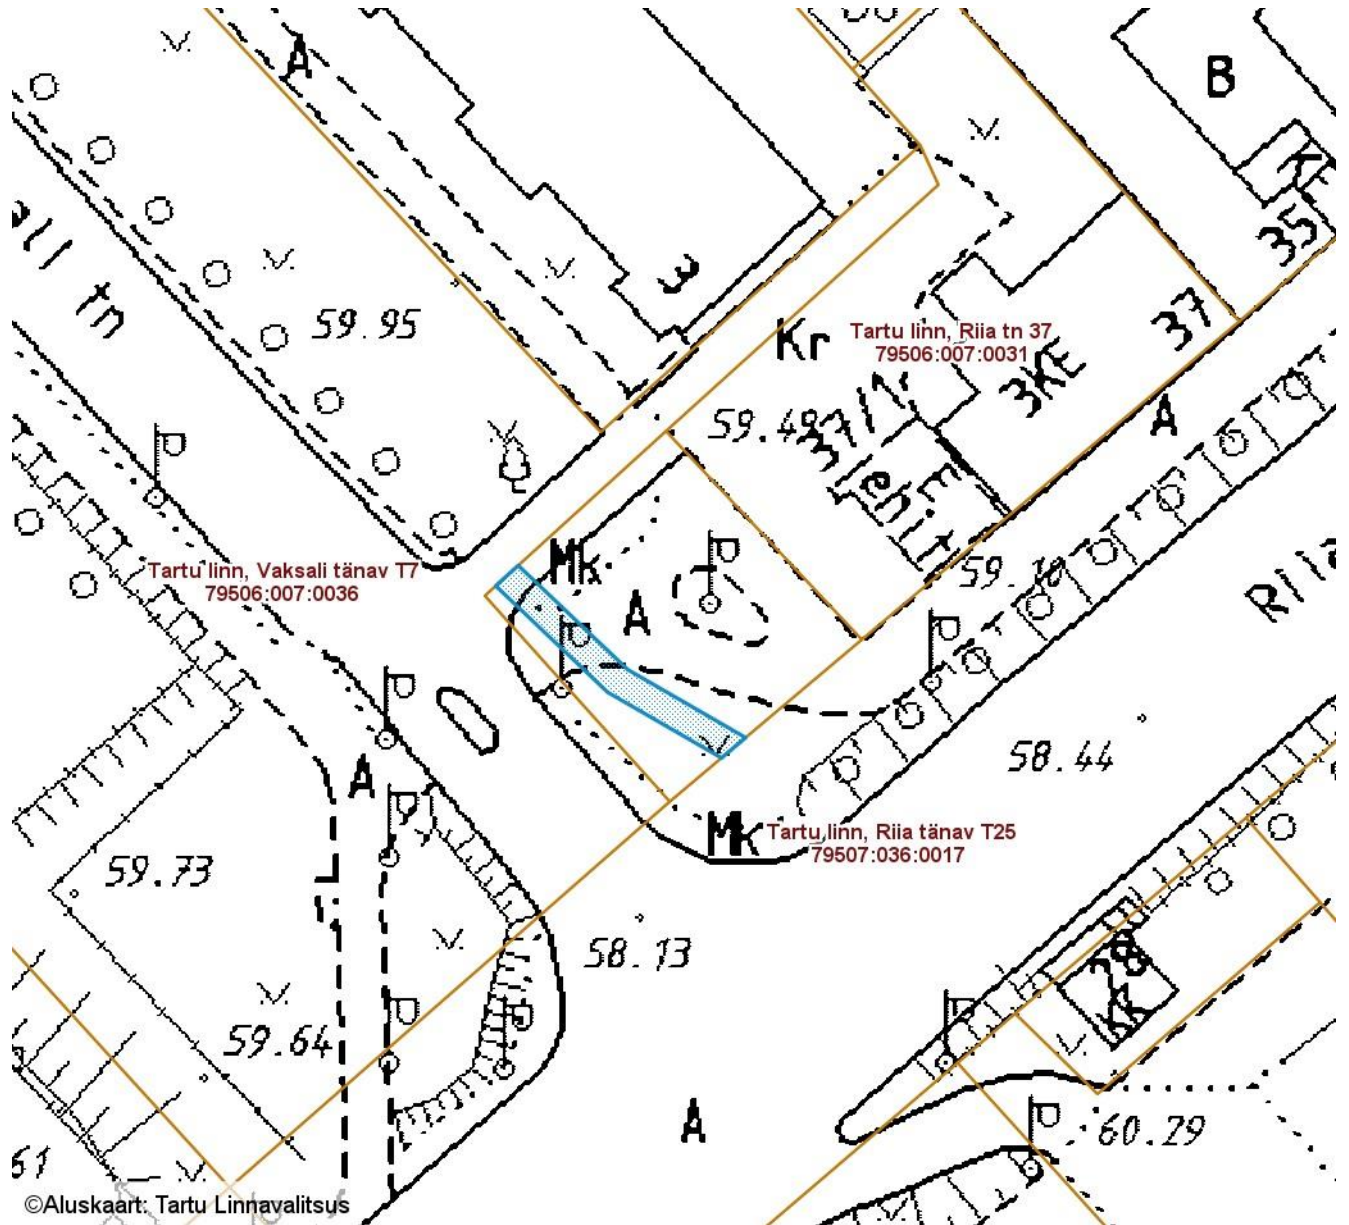 A
B
KE
35
all tn
59.95
3
Kr
Tartu linn, Riia tn 37
79506:007:0031
37
3KE
A
59.49
37/1
ehit
Mk
59.10
Tartu linn, Vaksali tänav T7
79506:007:0036
A
Riia
58.44
A
Mk
Tartu linn, Riia tänav T25
79507:036:0017
59.73
58.13
28
KK
59.64
A
60.29
61
©Aluskaart: Tartu Linnavalitsus